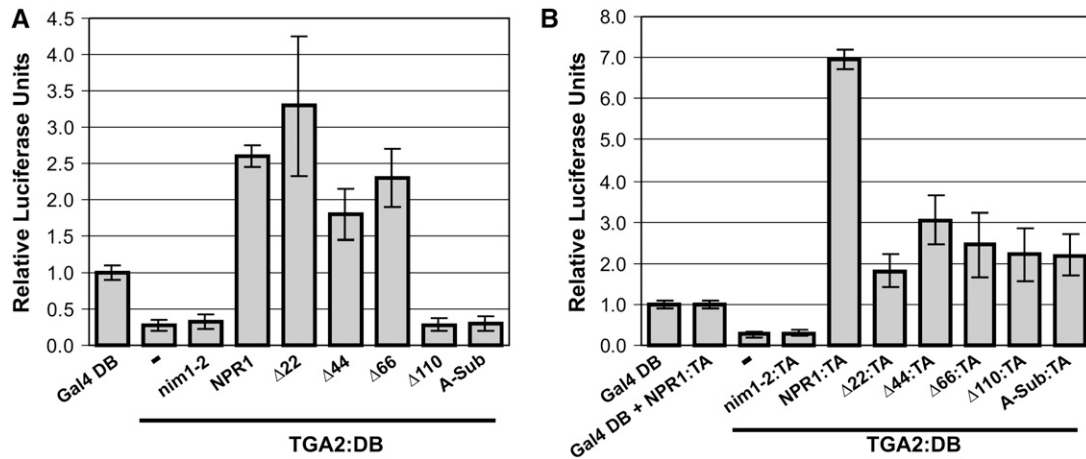 A
Relative Luciferase Units
4.5
4.0
3.5
3.0
2.5
2.0
1.5
1.0
0.5
0.0
Gal4 DB
-
nim1-2
NPR1
Δ22
Δ44
Δ66
Δ110
A-Sub
TGA2:DB
B
Relative Luciferase Units
8.0
7.0
6.0
5.0
4.0
3.0
2.0
1.0
0.0
Gal4 DB
Gal4 DB + NPR1:TA
-
nim1-2:TA
NPR1:TA
Δ22:TA
Δ44:TA
Δ66:TA
Δ110:TA
A-Sub:TA
TGA2:DB